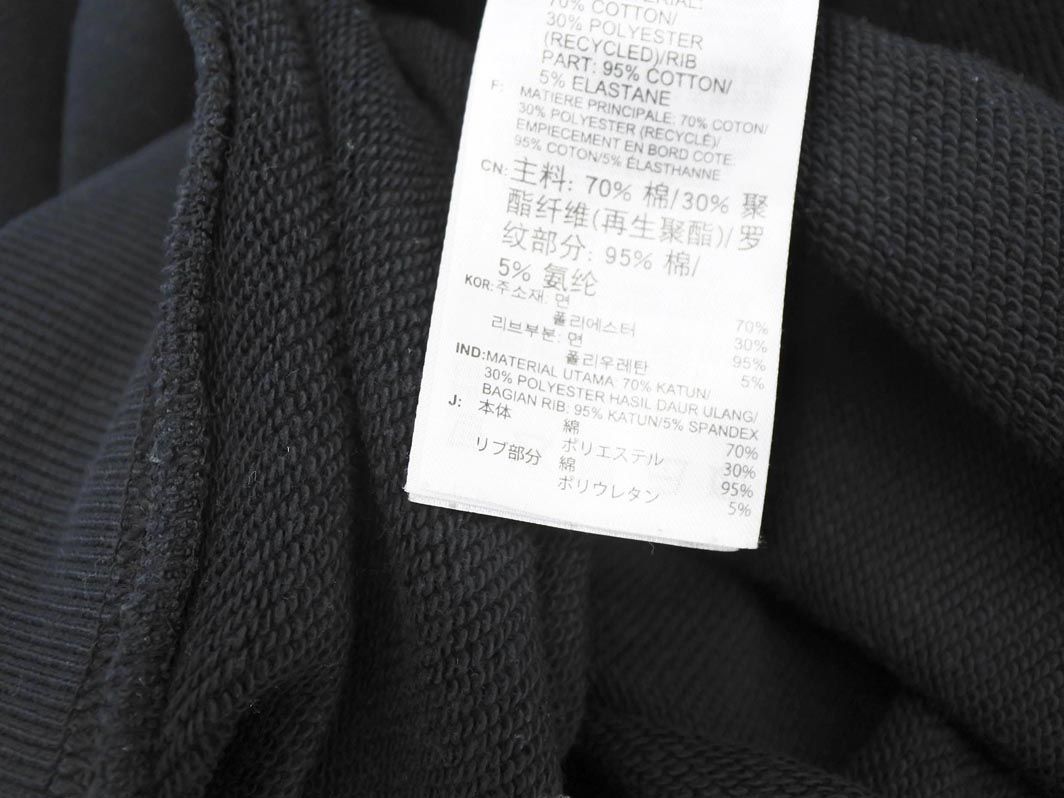 MATERIAL:
70% COTTON/
30% POLYESTER
(RECYCLED)/RIB
PART: 95% COTTON/
5% ELASTANE
F: MATIERE PRINCIPALE: 70% COTON/
30% POLYESTER (RECYCLÉ)/
EMPIECEMENT EN BORD COTE:
95% COTON/5% ÉLASTHANNE
CN: 主料: 70% 棉/30% 聚
酯纤维(再生聚酯)/罗
纹部分: 95% 棉/
5% 氨纶
KOR: 주소재: 면 70%
폴리에스터 30%
리브부분: 면 95%
폴리우레탄 5%
IND: MATERIAL UTAMA: 70% KATUN/
30% POLYESTER HASIL DAUR ULANG/
BAGIAN RIB: 95% KATUN/5% SPANDEX
J: 本体 綿 70%
ポリエステル 30%
リブ部分 綿 95%
ポリウレタン 5%